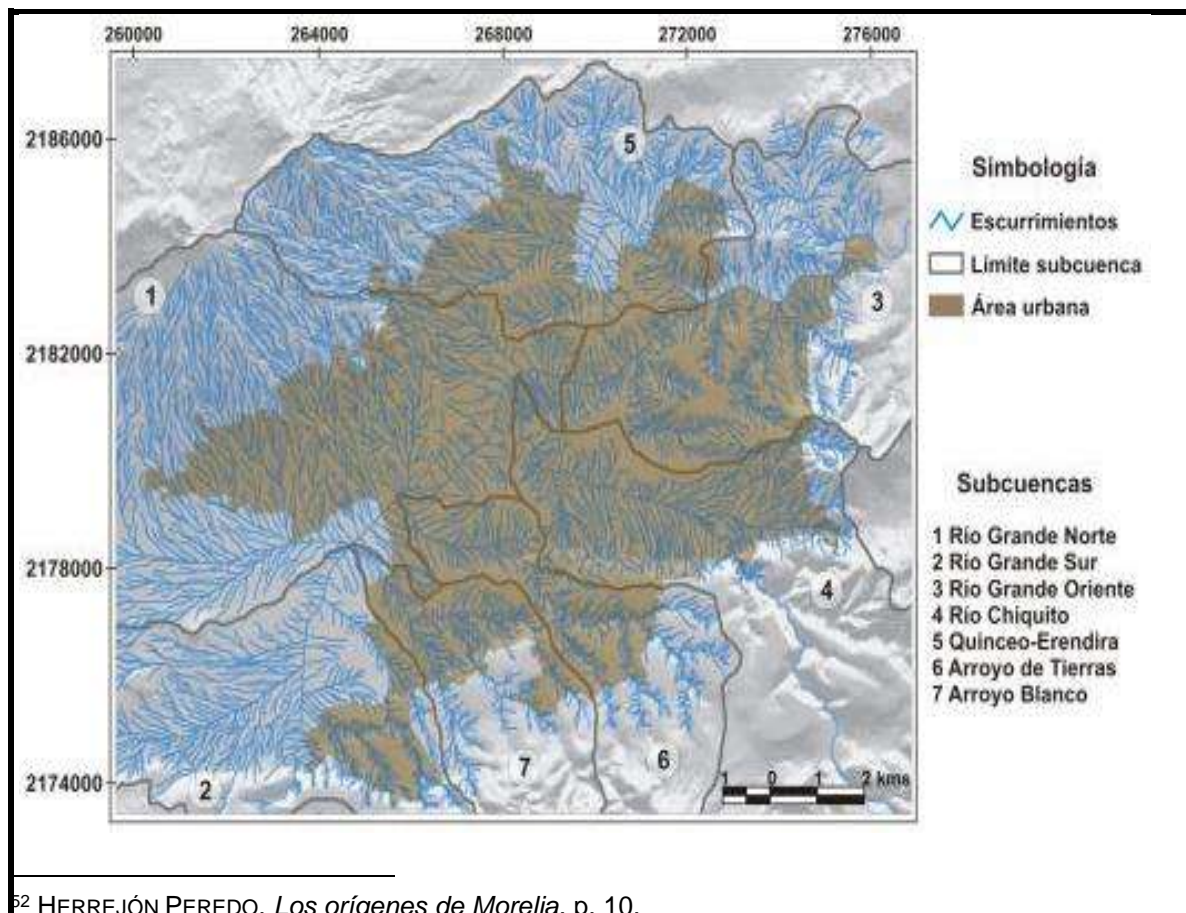 260000 264000 268000 272000 276000
2186000
2182000
2178000
2174000
5
1
3
4
7
6
2
1 0 1 2 kms
Simbología
Escurrimientos
Limite subcuenca
Área urbana
Subcuencas
1 Río Grande Norte
2 Río Grande Sur
3 Río Grande Oriente
4 Río Chiquito
5 Quinceo-Erendira
6 Arroyo de Tierras
7 Arroyo Blanco
52 HERREJÓN PEREDO, Los orígenes de Morelia, p. 10.